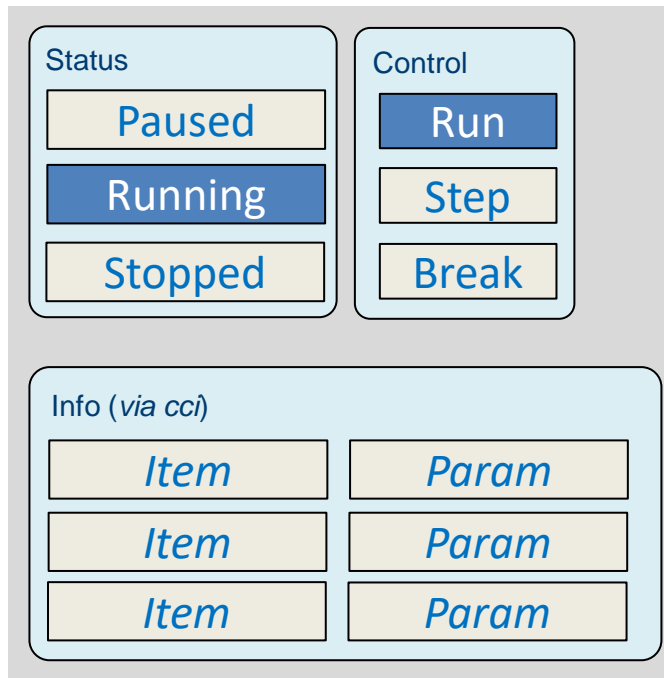 Status
Paused
Running
Stopped
Control
Run
Step
Break
Info (via cci)
Item Param
Item Param
Item Param